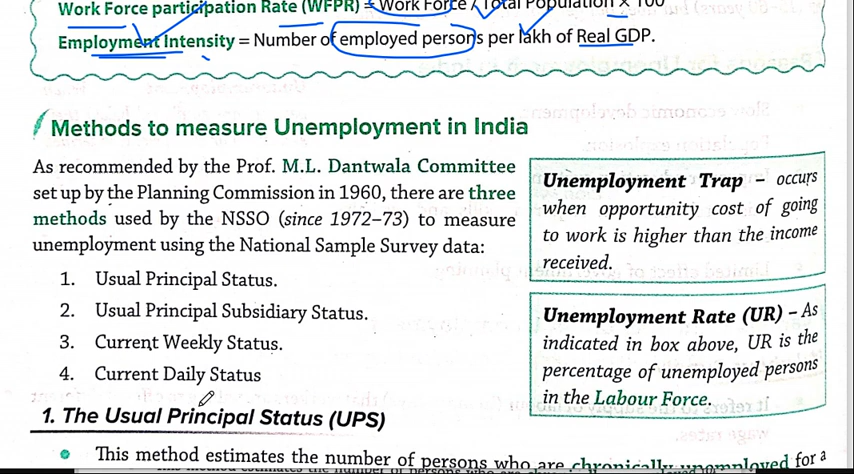 Work Force participation Rate (WFPR) = Work Force / Total Population × 100
Employment Intensity = Number of employed persons per lakh of Real GDP.
Methods to measure Unemployment in India
As recommended by the Prof. M.L. Dantwala Committee
set up by the Planning Commission in 1960, there are three
methods used by the NSSO (since 1972–73) to measure
unemployment using the National Sample Survey data:
1. Usual Principal Status.
2. Usual Principal Subsidiary Status.
3. Current Weekly Status.
4. Current Daily Status
Unemployment Trap – occurs
when opportunity cost of going
to work is higher than the income
received.
Unemployment Rate (UR) – As
indicated in box above, UR is the
percentage of unemployed persons
in the Labour Force.
1. The Usual Principal Status (UPS)
This method estimates the number of persons who are chronically unemployed for a